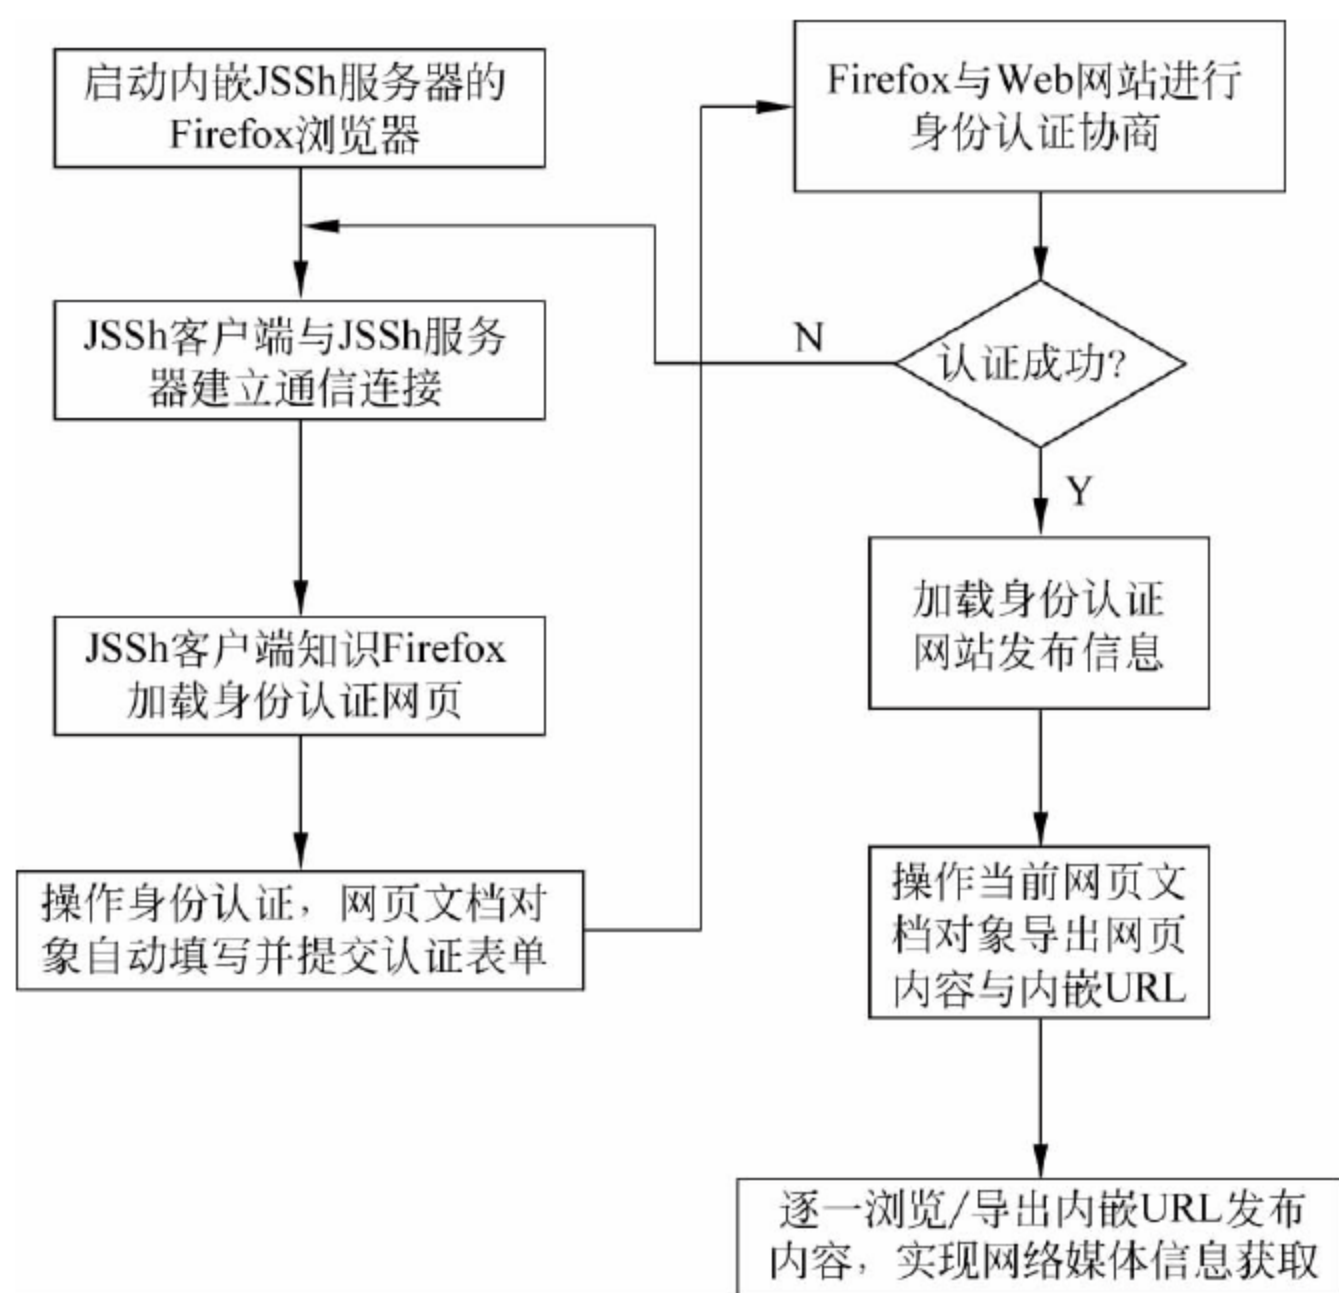 启动内嵌JSSh服务器的
Firefox浏览器
JSSh客户端与JSSh服务
器建立通信连接
JSSh客户端知识Firefox
加载身份认证网页
操作身份认证，网页文档对
象自动填写并提交认证表单
Firefox与Web网站进行
身份认证协商
认证成功?
N
Y
加载身份认证
网站发布信息
操作当前网页文
档对象导出网页
内容与内嵌URL
逐一浏览/导出内嵌URL发布
内容，实现网络媒体信息获取